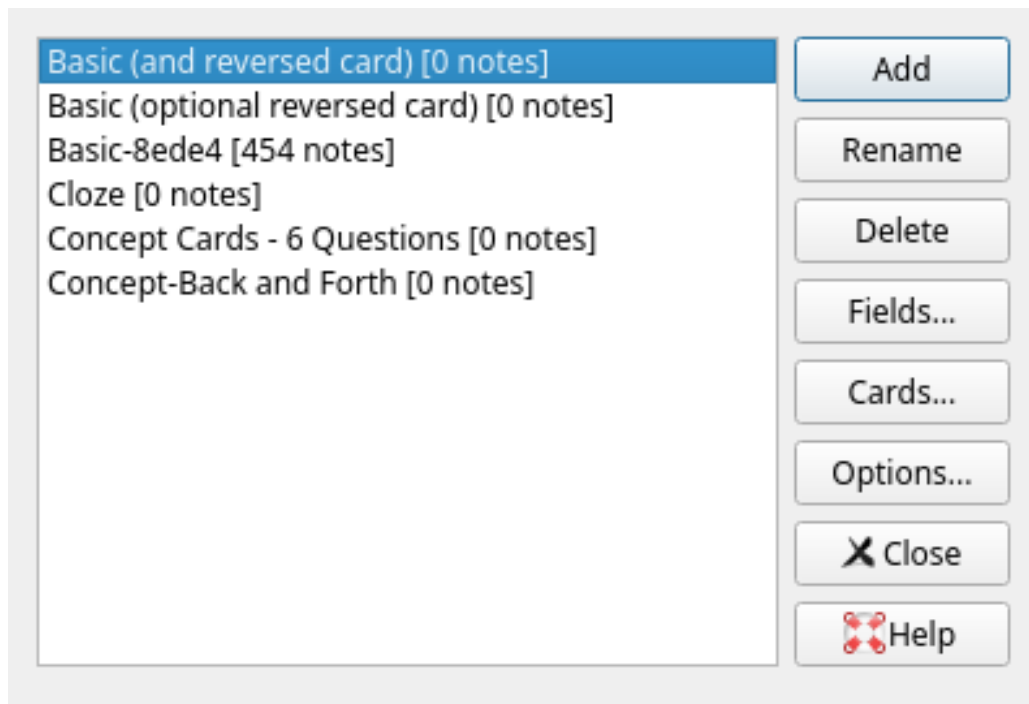 Basic (and reversed card) [0 notes]
Basic (optional reversed card) [0 notes]
Basic-8ede4 [454 notes]
Cloze [0 notes]
Concept Cards - 6 Questions [0 notes]
Concept-Back and Forth [0 notes]
Add
Rename
Delete
Fields...
Cards...
Options...
Close
Help